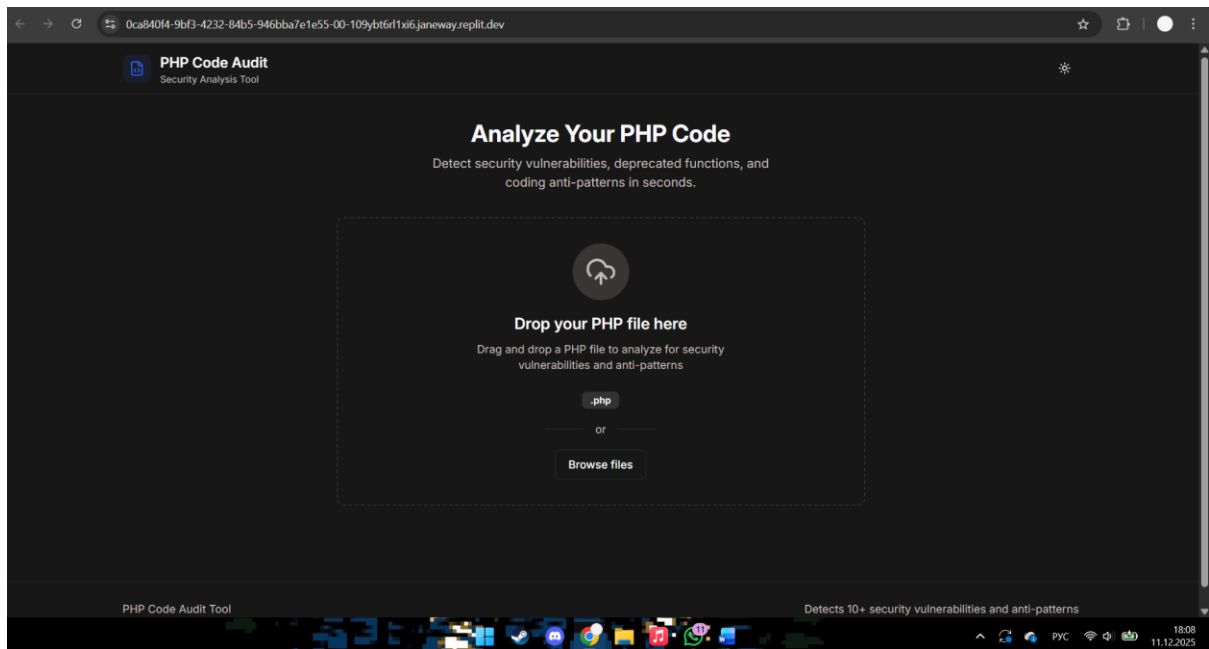 0ca840f4-9bf3-4232-84b5-946bba7e1e55-00-109ybt6rl1xi6.janeway.replit.dev
PHP Code Audit
Security Analysis Tool
Analyze Your PHP Code
Detect security vulnerabilities, deprecated functions, and
coding anti-patterns in seconds.
Drop your PHP file here
Drag and drop a PHP file to analyze for security
vulnerabilities and anti-patterns
.php
or
Browse files
PHP Code Audit Tool
Detects 10+ security vulnerabilities and anti-patterns
11
РУС
18:08
11.12.2025